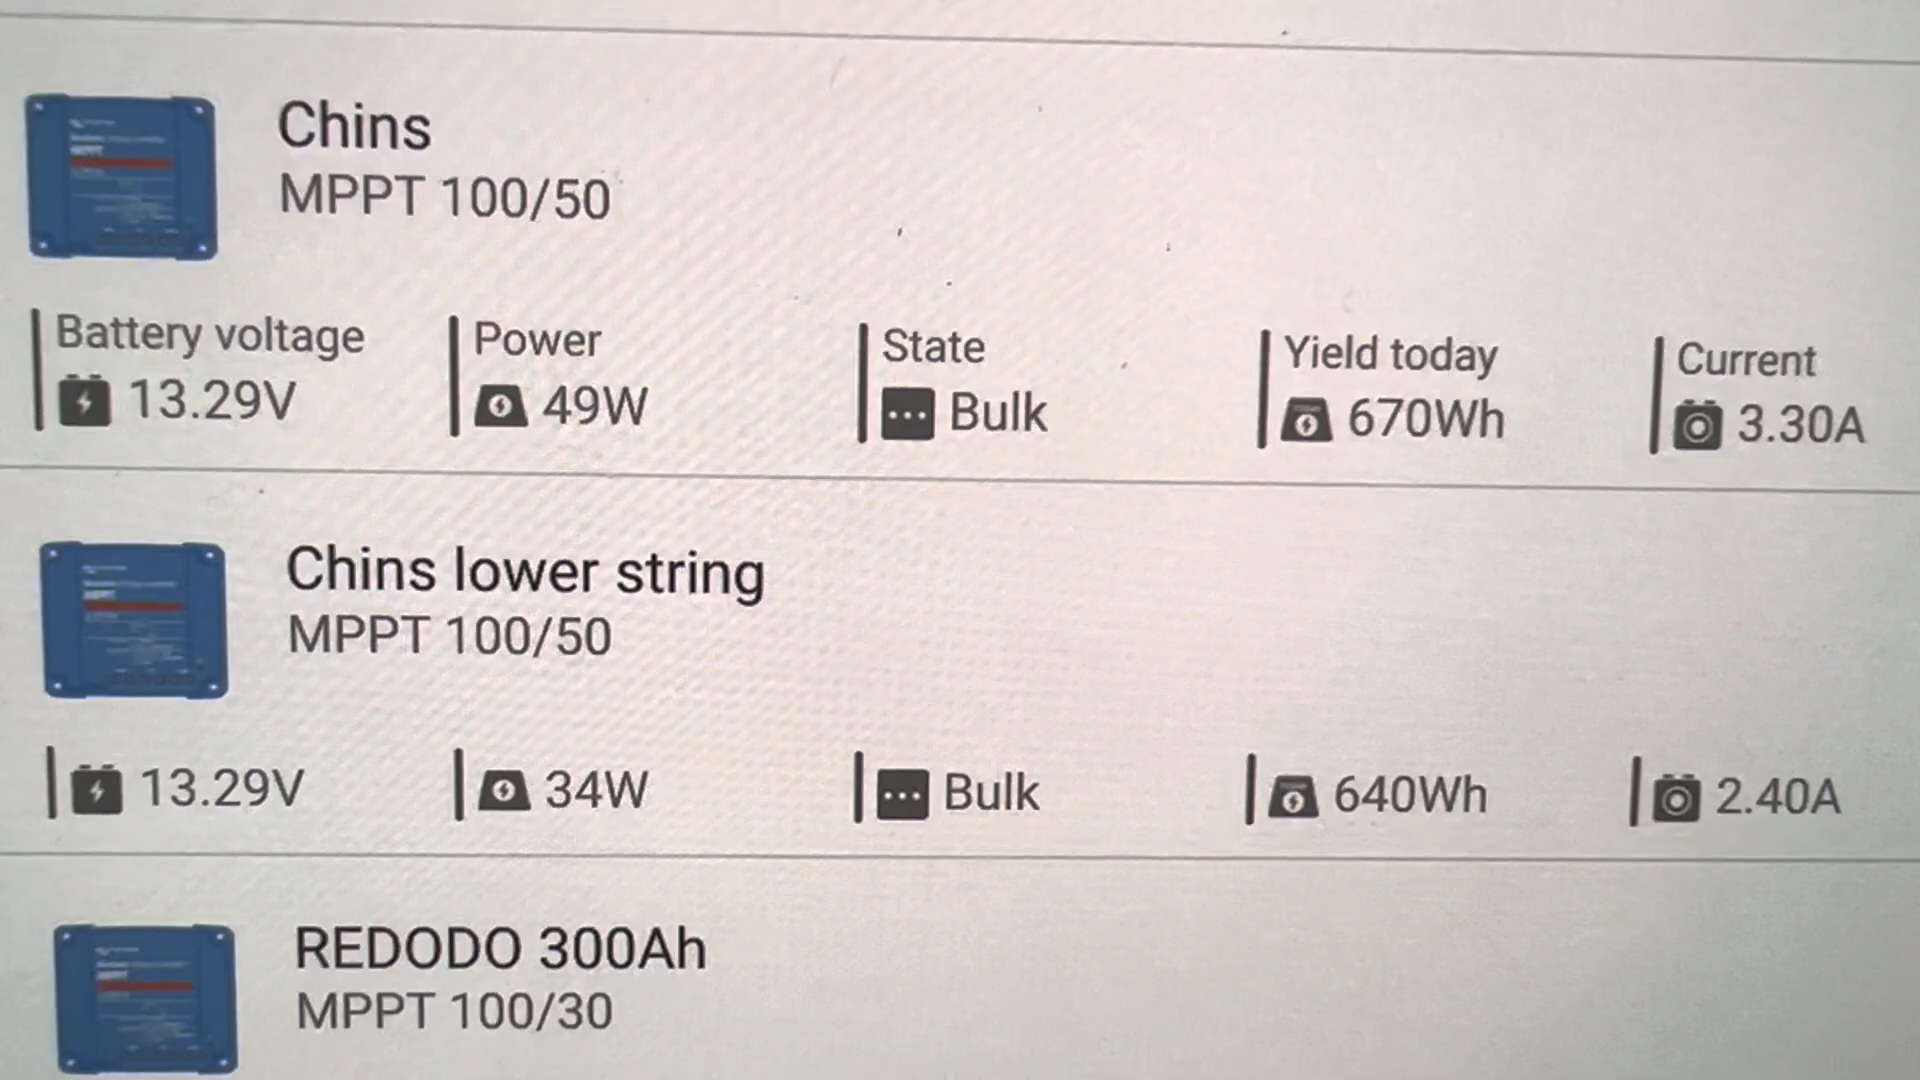 Chins
MPPT 100/50
Battery voltage Power State Yield today Current
13.29V 49W Bulk 670Wh 3.30A
Chins lower string
MPPT 100/50
13.29V 34W Bulk 640Wh 2.40A
REDODO 300Ah
MPPT 100/30